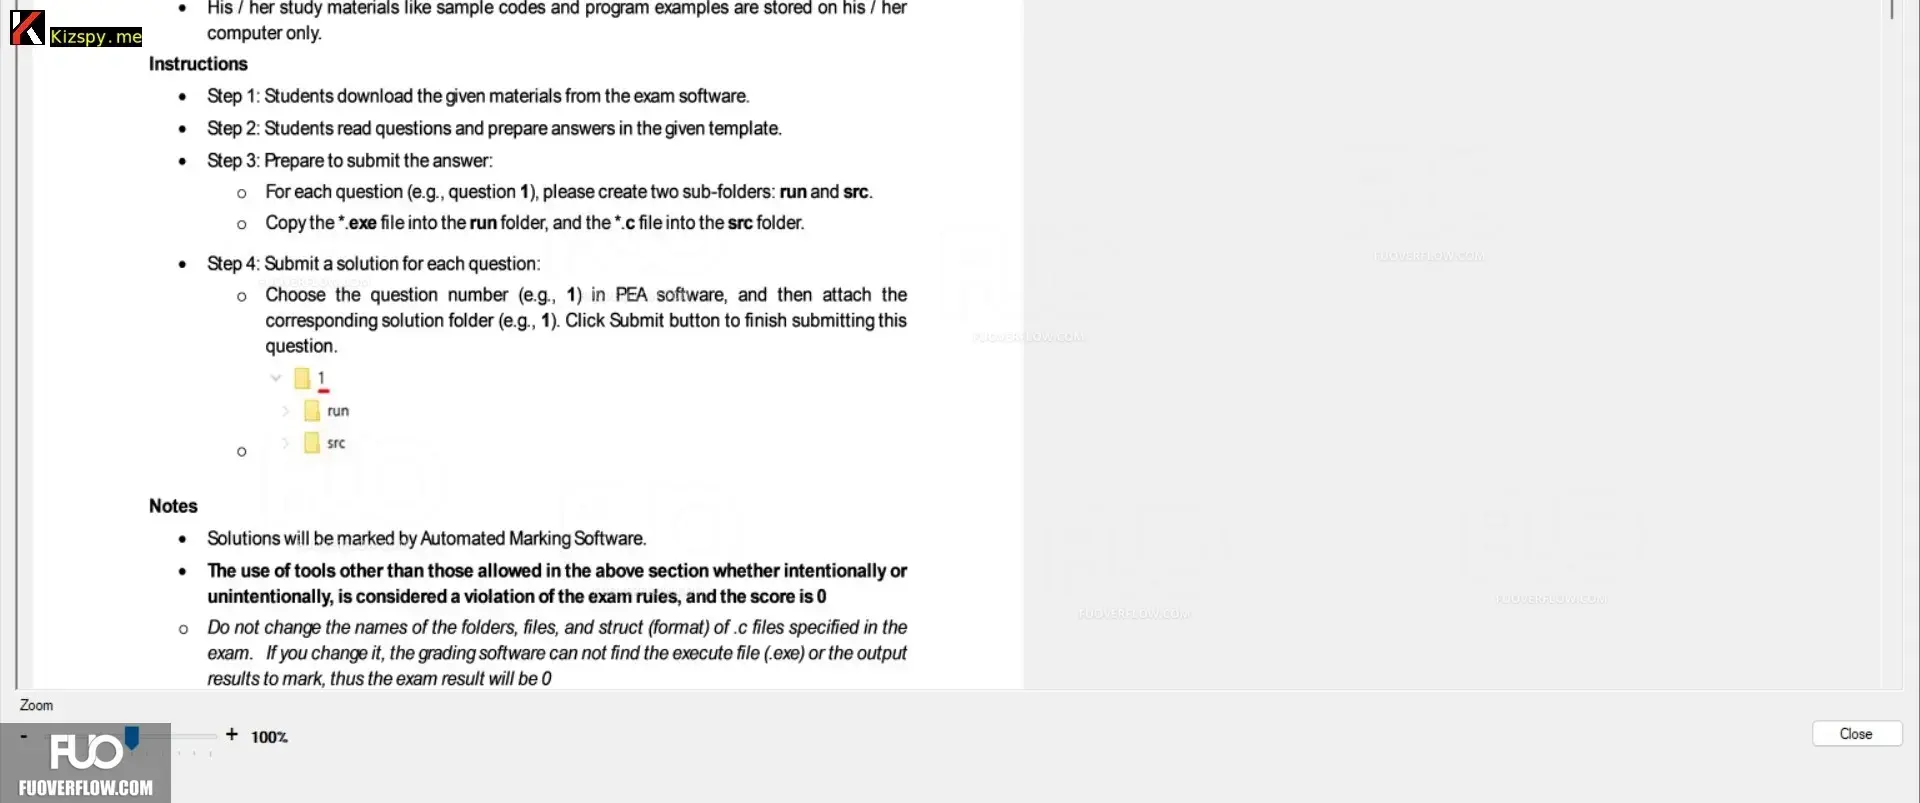 His / her study materials like sample codes and program examples are stored on his / her
computer only.
Kizspy.me
Instructions
Step 1: Students download the given materials from the exam software.
Step 2: Students read questions and prepare answers in the given template.
Step 3: Prepare to submit the answer:
For each question (e.g., question 1), please create two sub-folders: run and src.
Copy the *.exe file into the run folder, and the *.c file into the src folder.
Step 4: Submit a solution for each question:
Choose the question number (e.g., 1) in PEA software, and then attach the
corresponding solution folder (e.g., 1). Click Submit button to finish submitting this
question.
1
run
src
Notes
Solutions will be marked by Automated Marking Software.
The use of tools other than those allowed in the above section whether intentionally or
unintentionally, is considered a violation of the exam rules, and the score is 0
Do not change the names of the folders, files, and struct (format) of .c files specified in the
exam. If you change it, the grading software can not find the execute file (.exe) or the output
results to mark, thus the exam result will be 0
FUOVERFLOW.COM
FUOVERFLOW.COM
FUOVERFLOW.COM
FUOVERFLOW.COM
Zoom
- + 100%
Close
FUO
FUOVERFLOW.COM